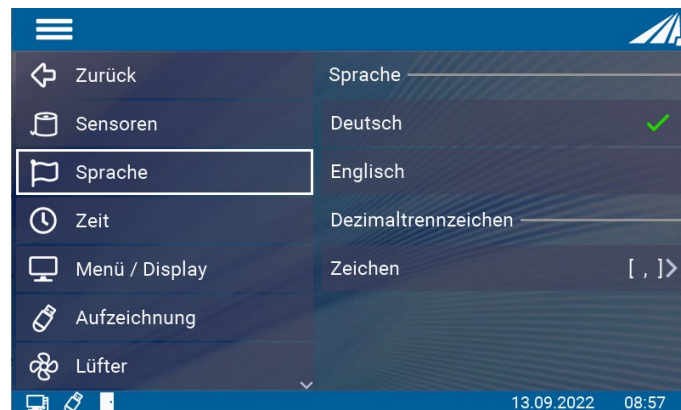 Zurück
Sensoren
Sprache
Zeit
Menü / Display
Aufzeichnung
Lüfter
Sprache
Deutsch
Englisch
Dezimaltrennzeichen
Zeichen [ , ]
13.09.2022 08:57